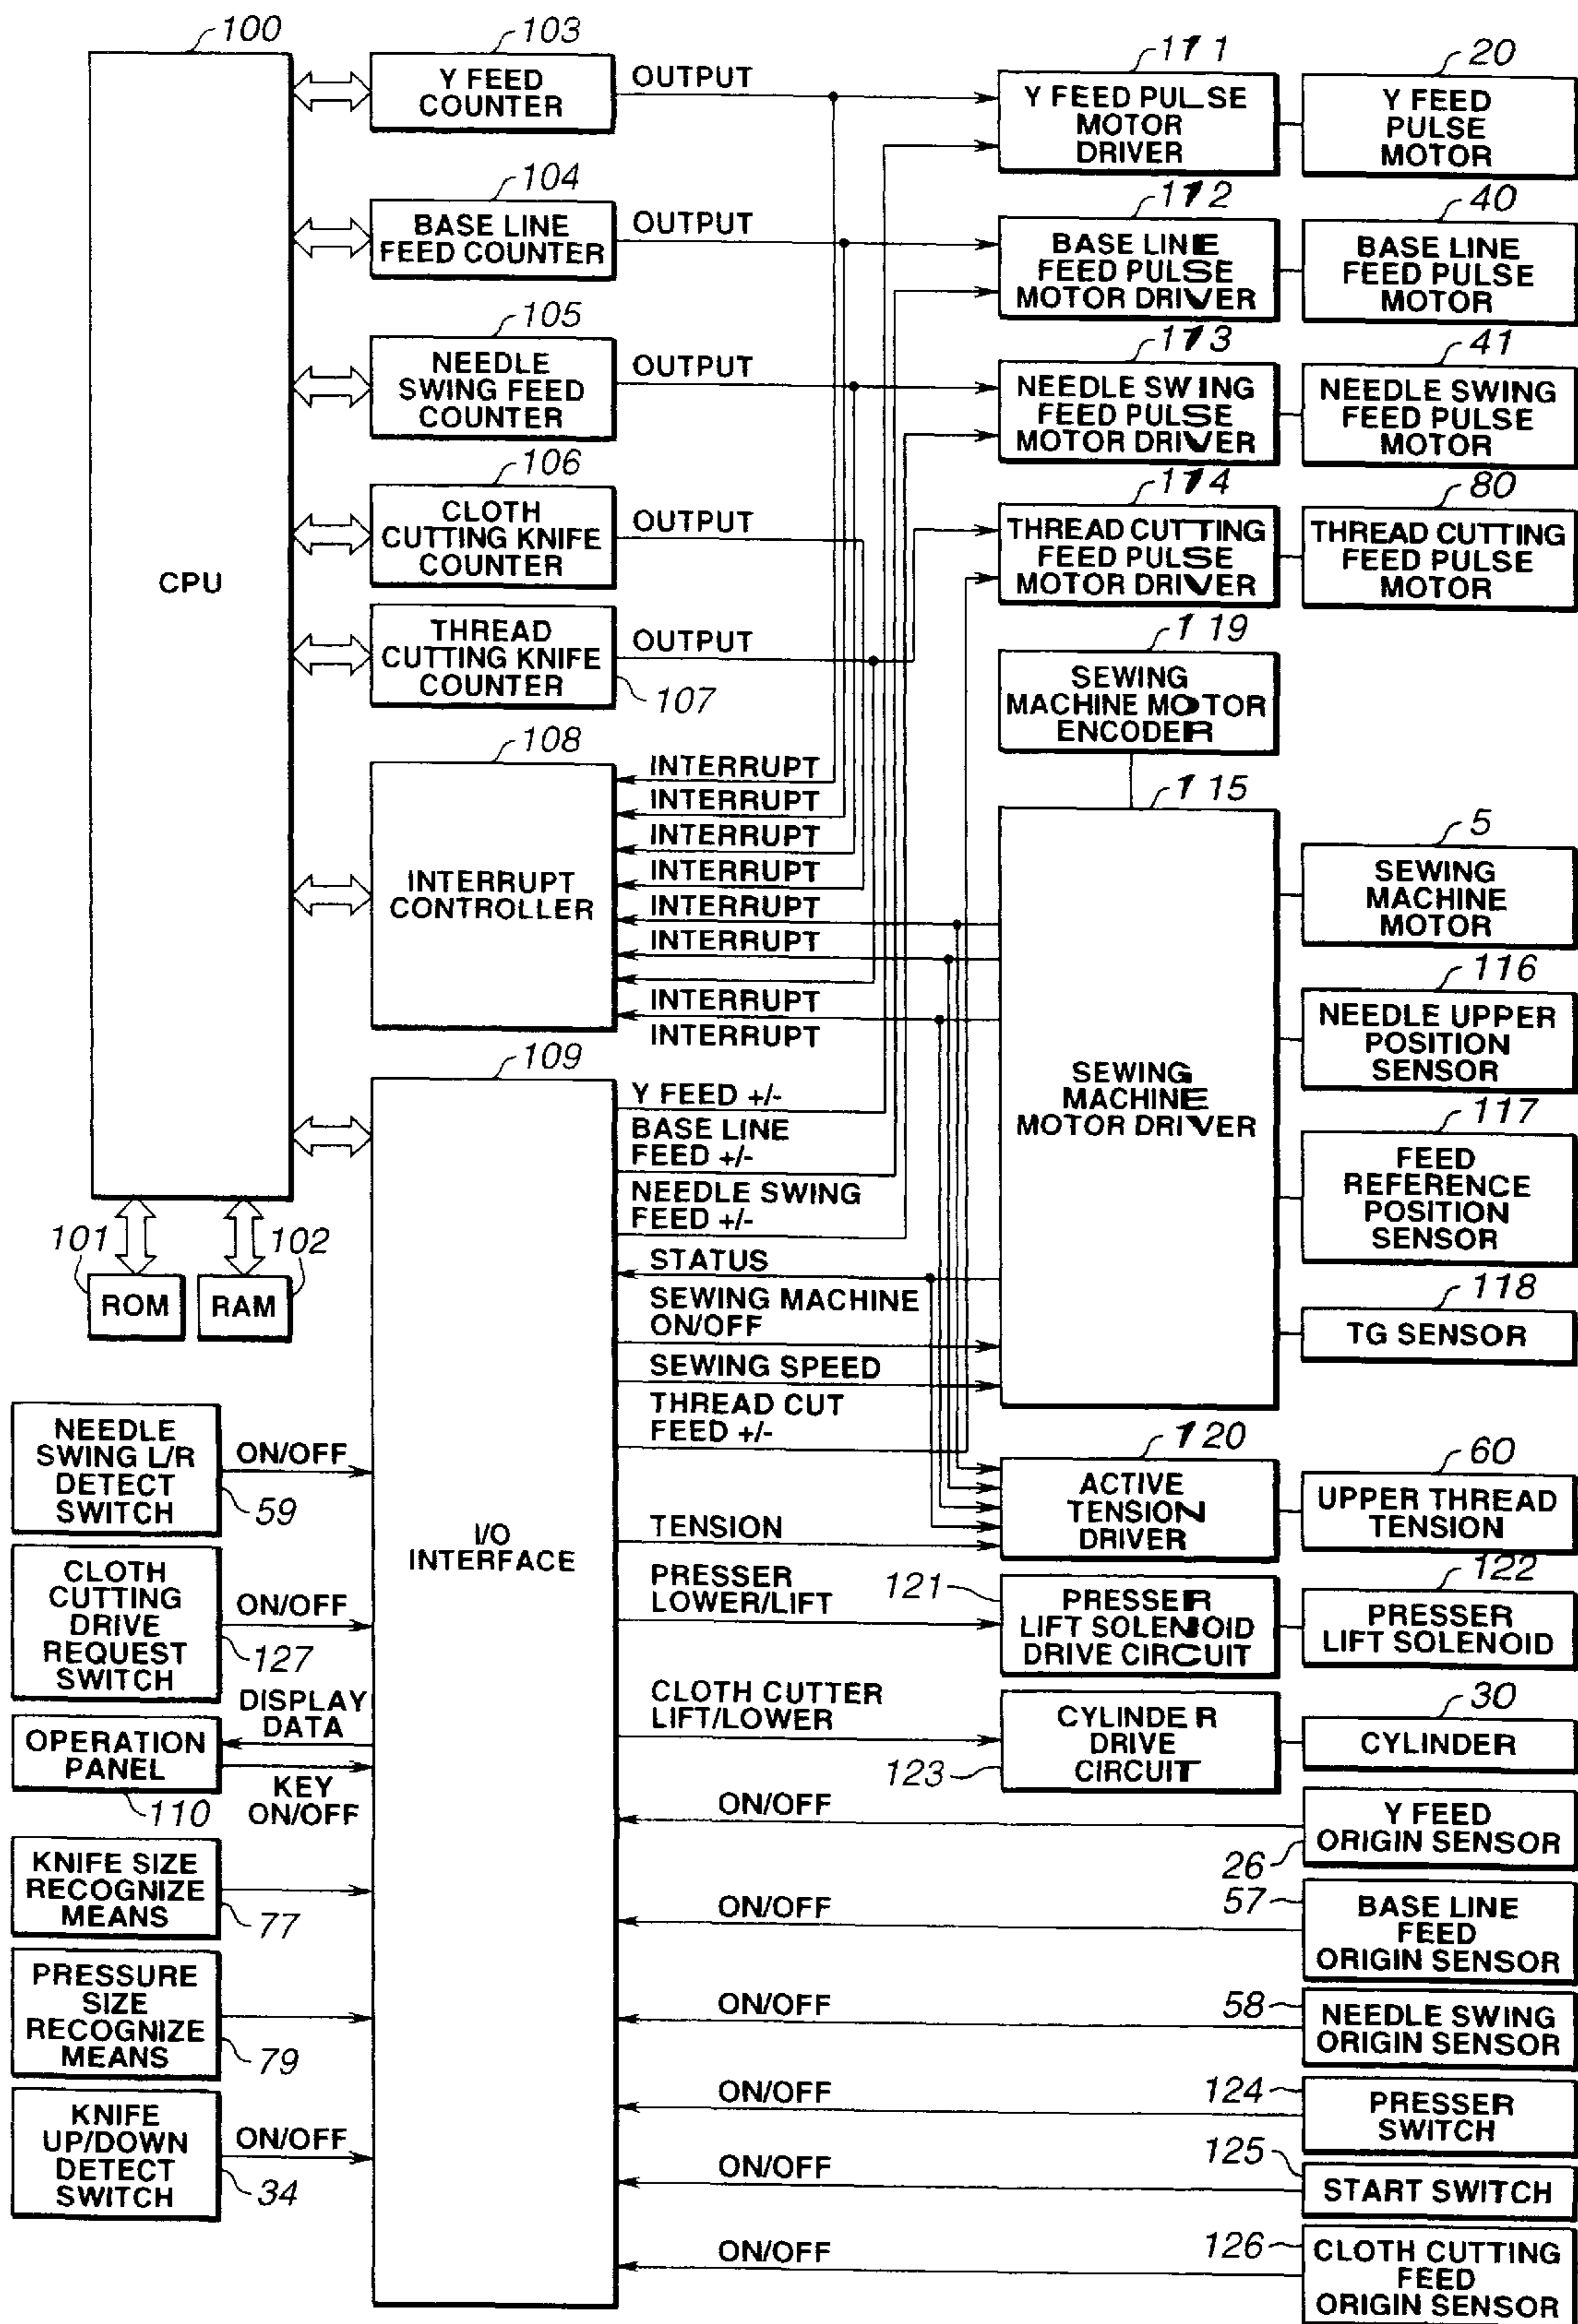 100
CPU
101
ROM
102
RAM
103
Y FEED
COUNTER
OUTPUT
104
BASE LINE
FEED COUNTER
OUTPUT
105
NEEDLE
SWING FEED
COUNTER
OUTPUT
106
CLOTH
CUTTING KNIFE
COUNTER
OUTPUT
THREAD
CUTTING KNIFE
COUNTER
107
OUTPUT
108
INTERRUPT
CONTROLLER
INTERRUPT
INTERRUPT
INTERRUPT
INTERRUPT
INTERRUPT
INTERRUPT
INTERRUPT
INTERRUPT
109
I/O
INTERFACE
Y FEED +/-
BASE LINE
FEED +/-
NEEDLE SWING
FEED +/-
STATUS
SEWING MACHINE
ON/OFF
SEWING SPEED
THREAD CUT
FEED +/-
TENSION
PRESSER
LOWER/LIFT
CLOTH CUTTER
LIFT/LOWER
ON/OFF
ON/OFF
ON/OFF
ON/OFF
ON/OFF
ON/OFF
NEEDLE
SWING L/R
DETECT
SWITCH
59
ON/OFF
CLOTH
CUTTING
DRIVE
REQUEST
SWITCH
127
ON/OFF
DISPLAY
DATA
OPERATION
PANEL
110
KEY
ON/OFF
KNIFE SIZE
RECOGNIZE
MEANS
77
PRESSURE
SIZE
RECOGNIZE
MEANS
79
KNIFE
UP/DOWN
DETECT
SWITCH
34
ON/OFF
111
Y FEED PULSE
MOTOR
DRIVER
20
Y FEED
PULSE
MOTOR
112
BASE LINE
FEED PULSE
MOTOR DRIVER
40
BASE LINE
FEED PULSE
MOTOR
113
NEEDLE SWING
FEED PULSE
MOTOR DRIVER
41
NEEDLE SWING
FEED PULSE
MOTOR
114
THREAD CUTTING
FEED PULSE
MOTOR DRIVER
80
THREAD CUTTING
FEED PULSE
MOTOR
119
SEWING
MACHINE MOTOR
ENCODER
115
SEWING
MACHINE
MOTOR DRIVER
5
SEWING
MACHINE
MOTOR
116
NEEDLE UPPER
POSITION
SENSOR
117
FEED
REFERENCE
POSITION
SENSOR
118
TG SENSOR
120
ACTIVE
TENSION
DRIVER
60
UPPER THREAD
TENSION
121
PRESSER
LIFT SOLENOID
DRIVE CIRCUIT
122
PRESSER
LIFT SOLENOID
123
CYLINDER
DRIVE
CIRCUIT
30
CYLINDER
26
Y FEED
ORIGIN SENSOR
57
BASE LINE
FEED
ORIGIN SENSOR
58
NEEDLE SWING
ORIGIN SENSOR
124
PRESSER
SWITCH
125
START SWITCH
126
CLOTH CUTTING
FEED
ORIGIN SENSOR